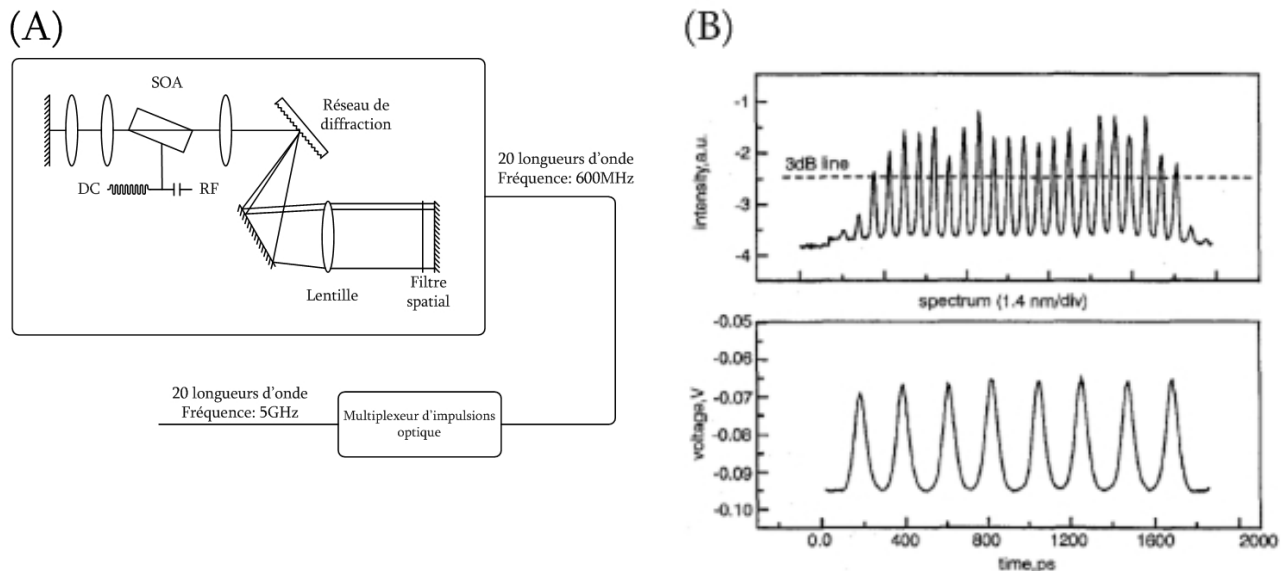 (A)
SOA
Réseau de
diffraction
DC
RF
Lentille
Filtre
spatial
20 longueurs d'onde
Fréquence: 600MHz
20 longueurs d'onde
Fréquence: 5GHz
Multiplexeur d'impulsions
optique
(B)
intensity,a.u.
-1
-2
-3
-4
3dB line
spectrum (1.4 nm/div)
voltage,V
-0.05
-0.06
-0.07
-0.08
-0.09
-0.10
0.0 400 800 1200 1600 2000
time,ps